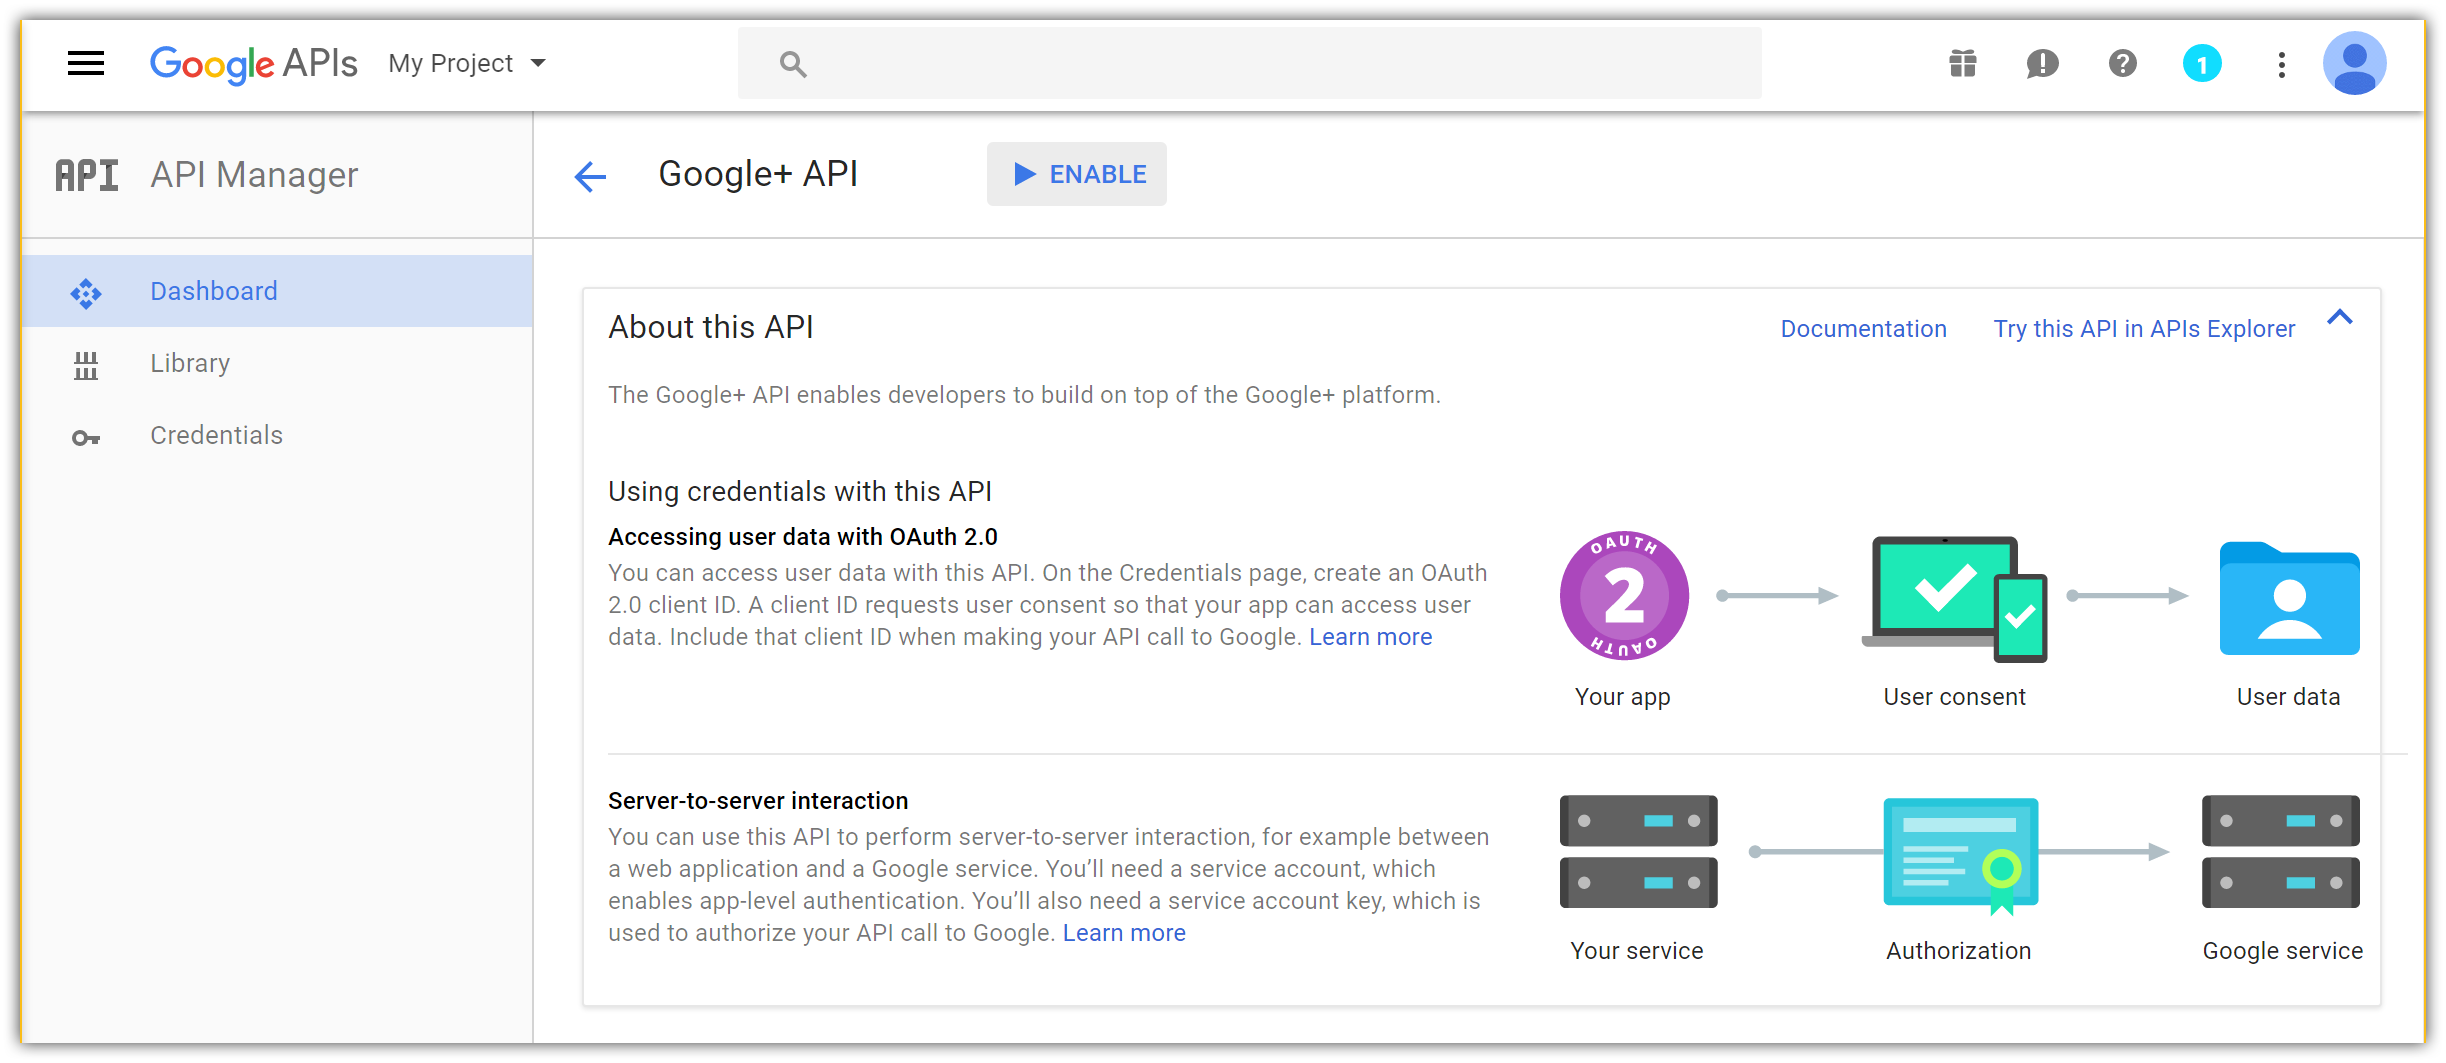 Google APIs My Project
1
API API Manager
Google+ API
ENABLE
Dashboard
Library
Credentials
About this API
Documentation
Try this API in APIs Explorer
The Google+ API enables developers to build on top of the Google+ platform.
Using credentials with this API
Accessing user data with OAuth 2.0
You can access user data with this API. On the Credentials page, create an OAuth
2.0 client ID. A client ID requests user consent so that your app can access user
data. Include that client ID when making your API call to Google. Learn more
OAUTH
2
OAUTH
Your app
User consent
User data
Server-to-server interaction
You can use this API to perform server-to-server interaction, for example between
a web application and a Google service. You’ll need a service account, which
enables app-level authentication. You’ll also need a service account key, which is
used to authorize your API call to Google. Learn more
Your service
Authorization
Google service